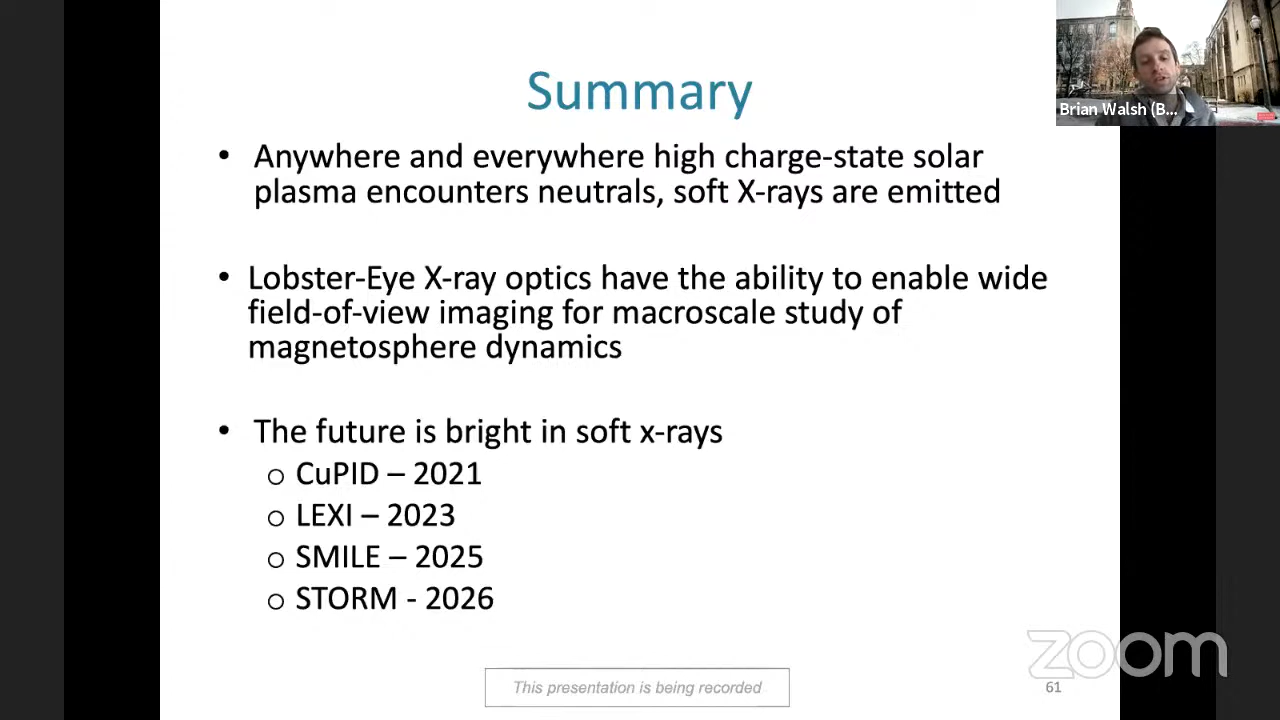 Summary
Brian Walsh (B...
• Anywhere and everywhere high charge-state solar
plasma encounters neutrals, soft X-rays are emitted
• Lobster-Eye X-ray optics have the ability to enable wide
field-of-view imaging for macroscale study of
magnetosphere dynamics
• The future is bright in soft x-rays
o CuPID – 2021
o LEXI – 2023
o SMILE – 2025
o STORM - 2026
zoom
This presentation is being recorded
61